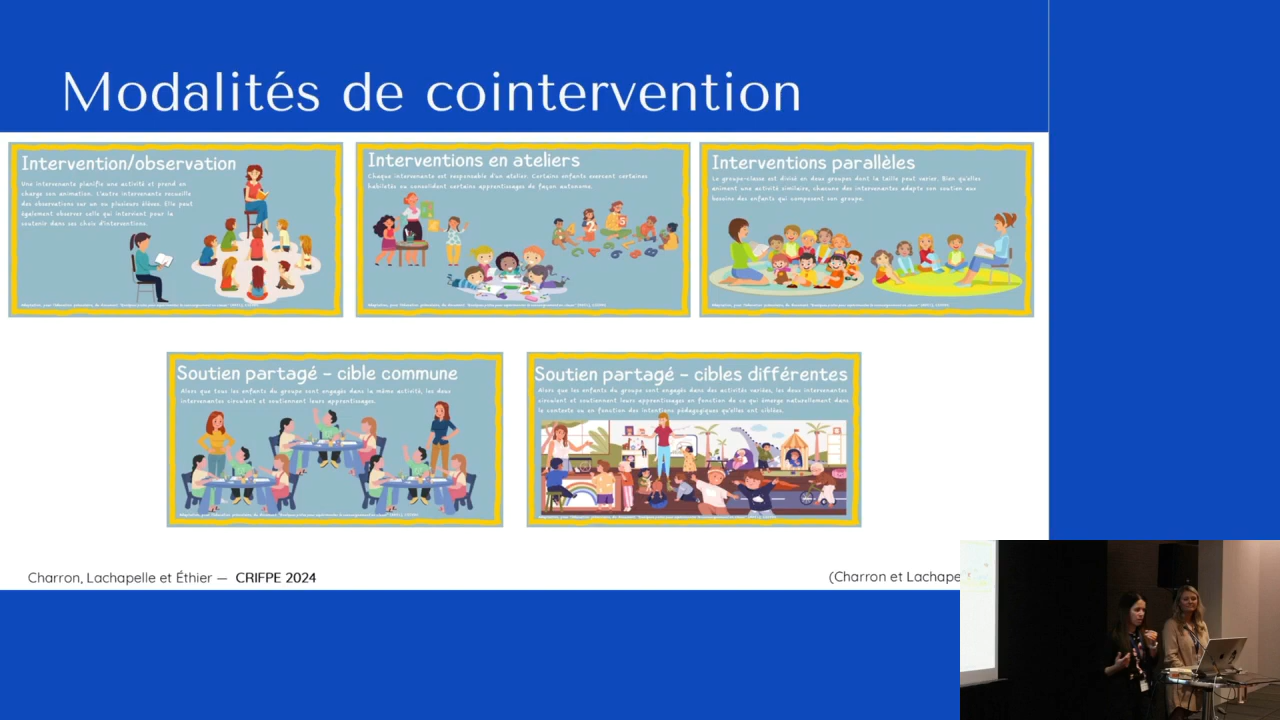 Modalités de cointervention
Intervention/observation
Une intervenante planifie une activité et prend en
charge son animation. L'autre intervenante recueille
des observations sur un ou plusieurs élèves. Elle peut
également observer celle qui intervient pour la
soutenir dans ses choix d'interventions.
Interventions en ateliers
Chaque intervenante est responsable d'un atelier. Certains enfants exercent certaines
habiletés ou consolident certains apprentissages de façon autonome.
Interventions parallèles
Le groupe-classe est divisé en deux groupes dont la taille peut varier. Bien qu'elles
animent une activité similaire, chacune des intervenantes adapte son soutien aux
besoins des enfants qui composent son groupe.
Soutien partagé - cible commune
Alors que tous les enfants du groupe sont engagés dans la même activité, les deux
intervenantes circulent et soutiennent leurs apprentissages.
Soutien partagé - cibles différentes
Alors que les enfants du groupe sont engagés dans des activités variées, les deux intervenantes
circulent et soutiennent leurs apprentissages en fonction de ce qui émerge naturellement dans
le contexte ou en fonction des intentions pédagogiques qu'elles ont ciblées.
Charron, Lachapelle et Éthier — CRIFPE 2024
(Charron et Lachape